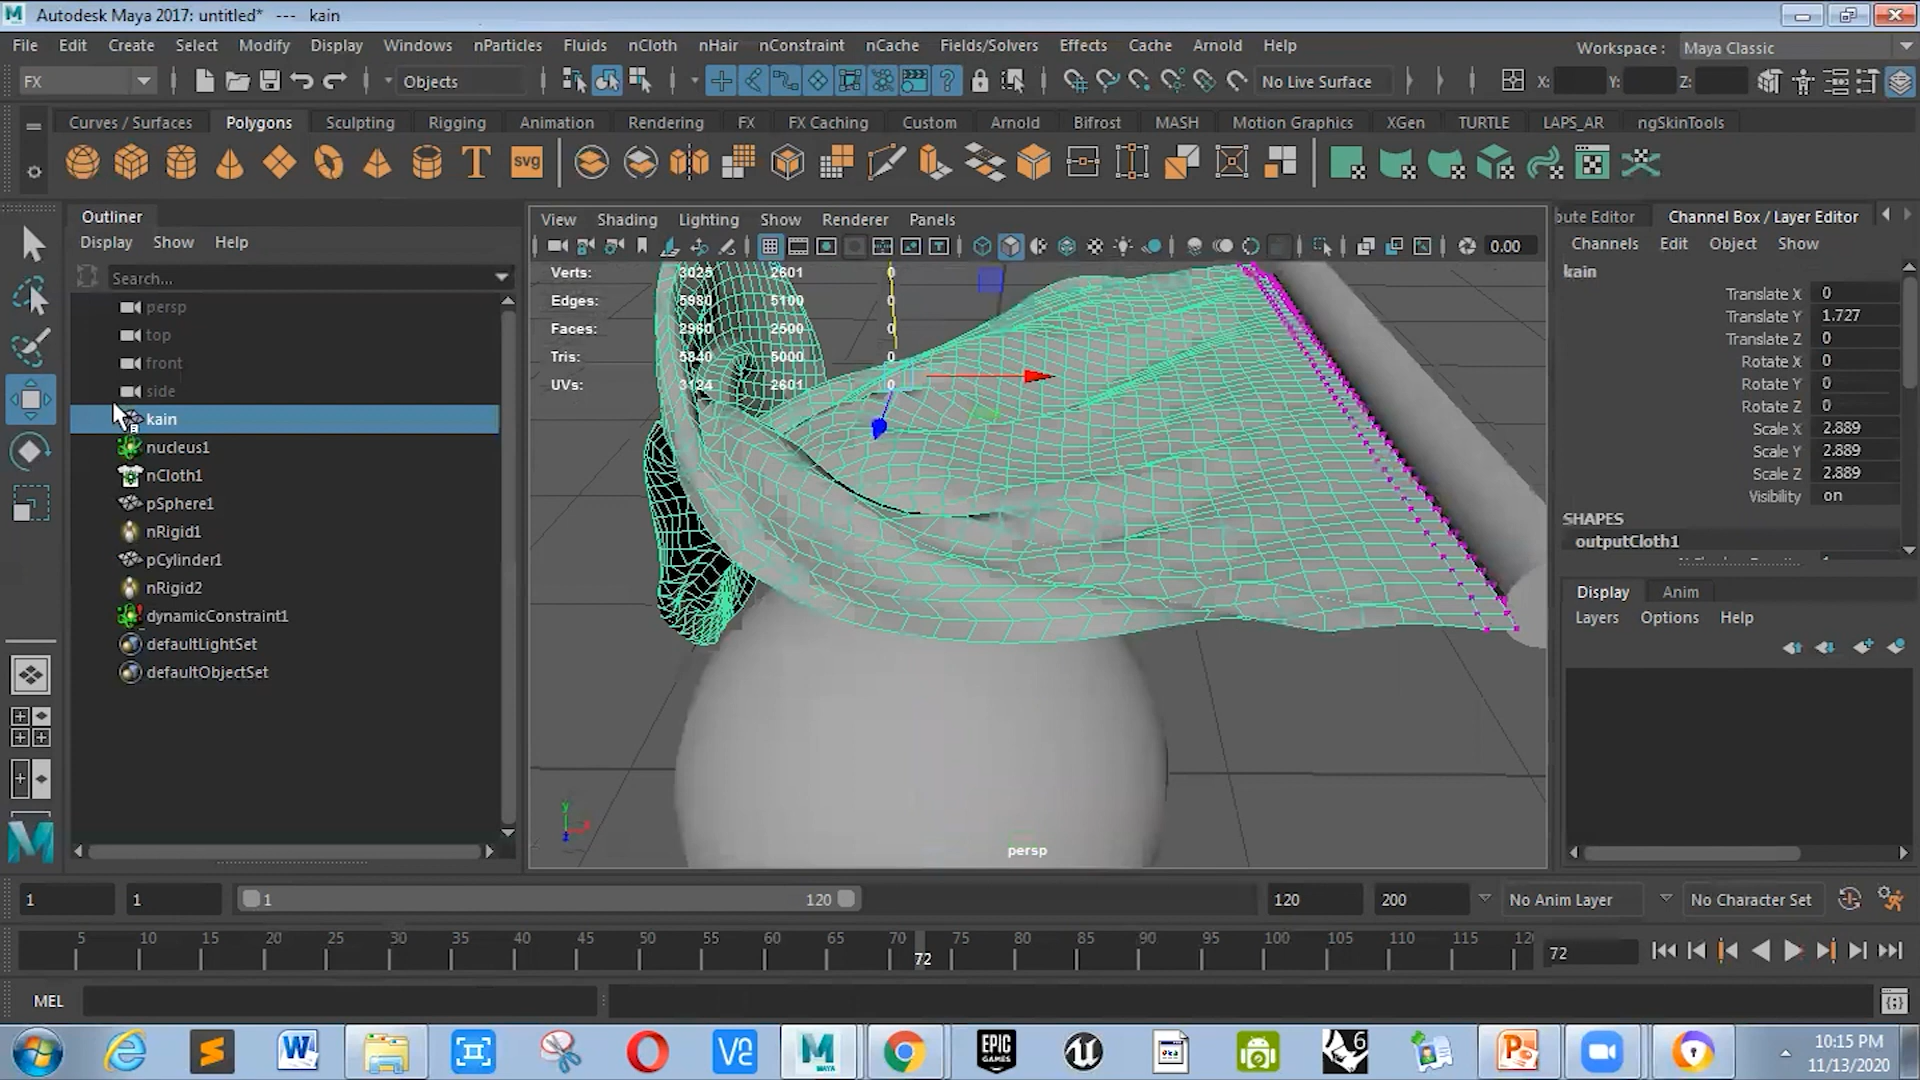 Autodesk Maya 2017: untitled* --- kain
File Edit Create Select Modify Display Windows nParticles Fluids nCloth nHair nConstraint nCache Fields/Solvers Effects Cache Arnold Help
Workspace : Maya Classic
FX Objects No Live Surface X: Y: Z:
Curves / Surfaces Polygons Sculpting Rigging Animation Rendering FX FX Caching Custom Arnold Bifrost MASH Motion Graphics XGen TURTLE LAPS_AR ngSkinTools
T SVG
Outliner
Display Show Help
Search...
persp
top
front
side
kain
nucleus1
nCloth1
pSphere1
nRigid1
pCylinder1
nRigid2
dynamicConstraint1
defaultLightSet
defaultObjectSet
View Shading Lighting Show Renderer Panels
0.00
Verts: 3025 2601 0
Edges: 5980 5100 0
Faces: 2960 2500 0
Tris: 5840 5000 0
UVs: 3124 2601 0
y
persp
bute Editor Channel Box / Layer Editor
Channels Edit Object Show
kain
Translate X 0
Translate Y 1.727
Translate Z 0
Rotate X 0
Rotate Y 0
Rotate Z 0
Scale X 2.889
Scale Y 2.889
Scale Z 2.889
Visibility on
SHAPES
outputCloth1
Display Anim
Layers Options Help
1 1 1 120 120 200 No Anim Layer No Character Set
5 10 15 20 25 30 35 40 45 50 55 60 65 70 75 80 85 90 95 100 105 110 115 12
72
72
MEL
10:15 PM
11/13/2020